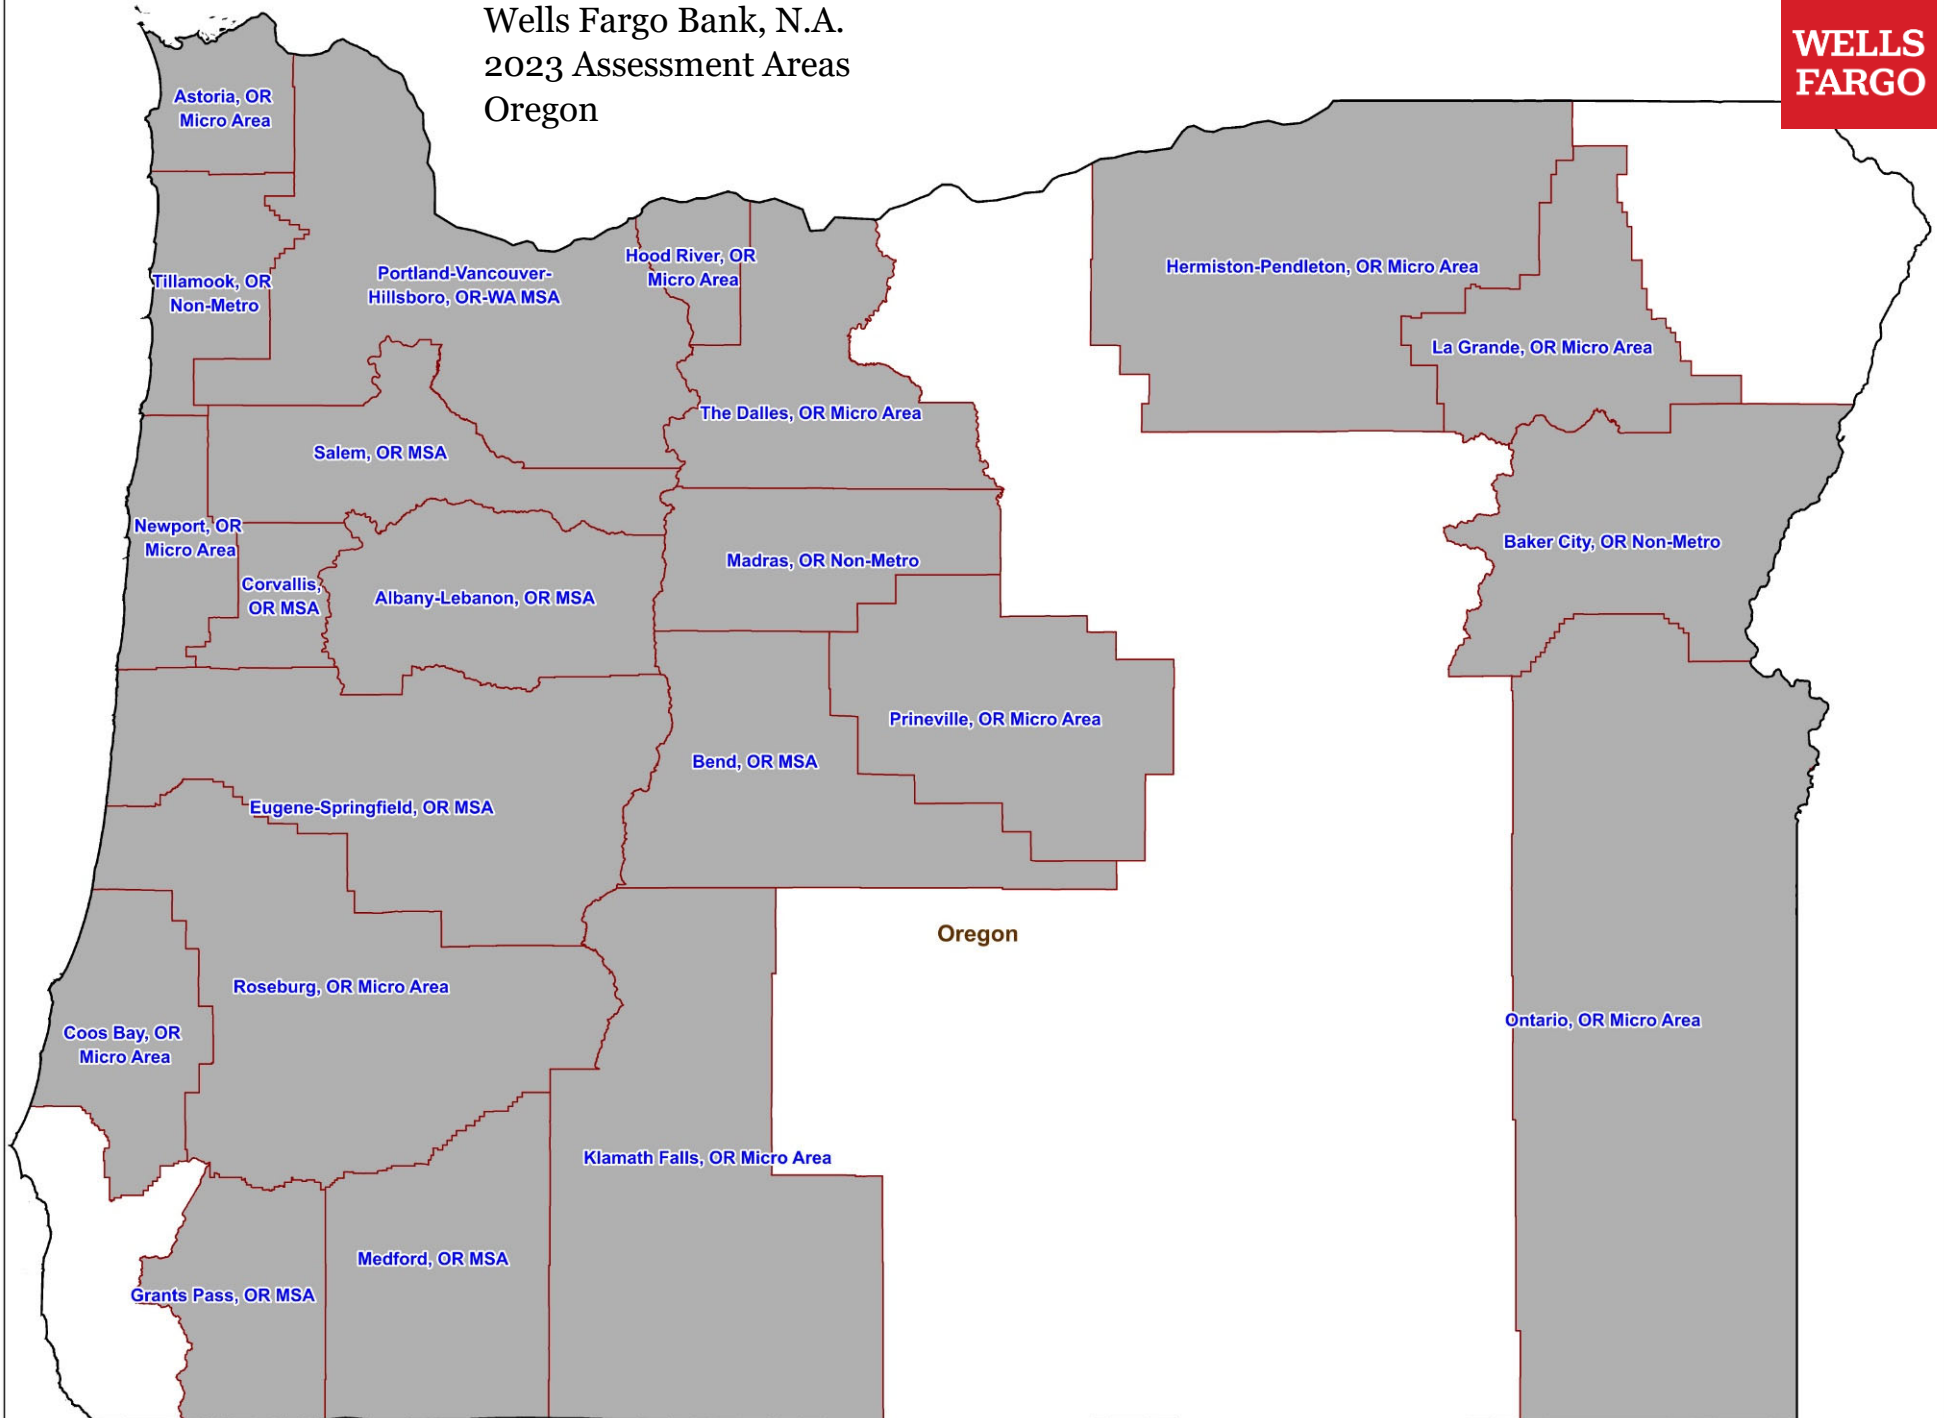 Wells Fargo Bank, N.A.
2023 Assessment Areas
Oregon
WELLS
FARGO
Astoria, OR
Micro Area
Tillamook, OR
Non-Metro
Portland-Vancouver-
Hillsboro, OR-WA MSA
Hood River, OR
Micro Area
Hermiston-Pendleton, OR Micro Area
La Grande, OR Micro Area
The Dalles, OR Micro Area
Salem, OR MSA
Newport, OR
Micro Area
Corvallis,
OR MSA
Albany-Lebanon, OR MSA
Madras, OR Non-Metro
Baker City, OR Non-Metro
Prineville, OR Micro Area
Bend, OR MSA
Eugene-Springfield, OR MSA
Oregon
Roseburg, OR Micro Area
Coos Bay, OR
Micro Area
Ontario, OR Micro Area
Klamath Falls, OR Micro Area
Medford, OR MSA
Grants Pass, OR MSA